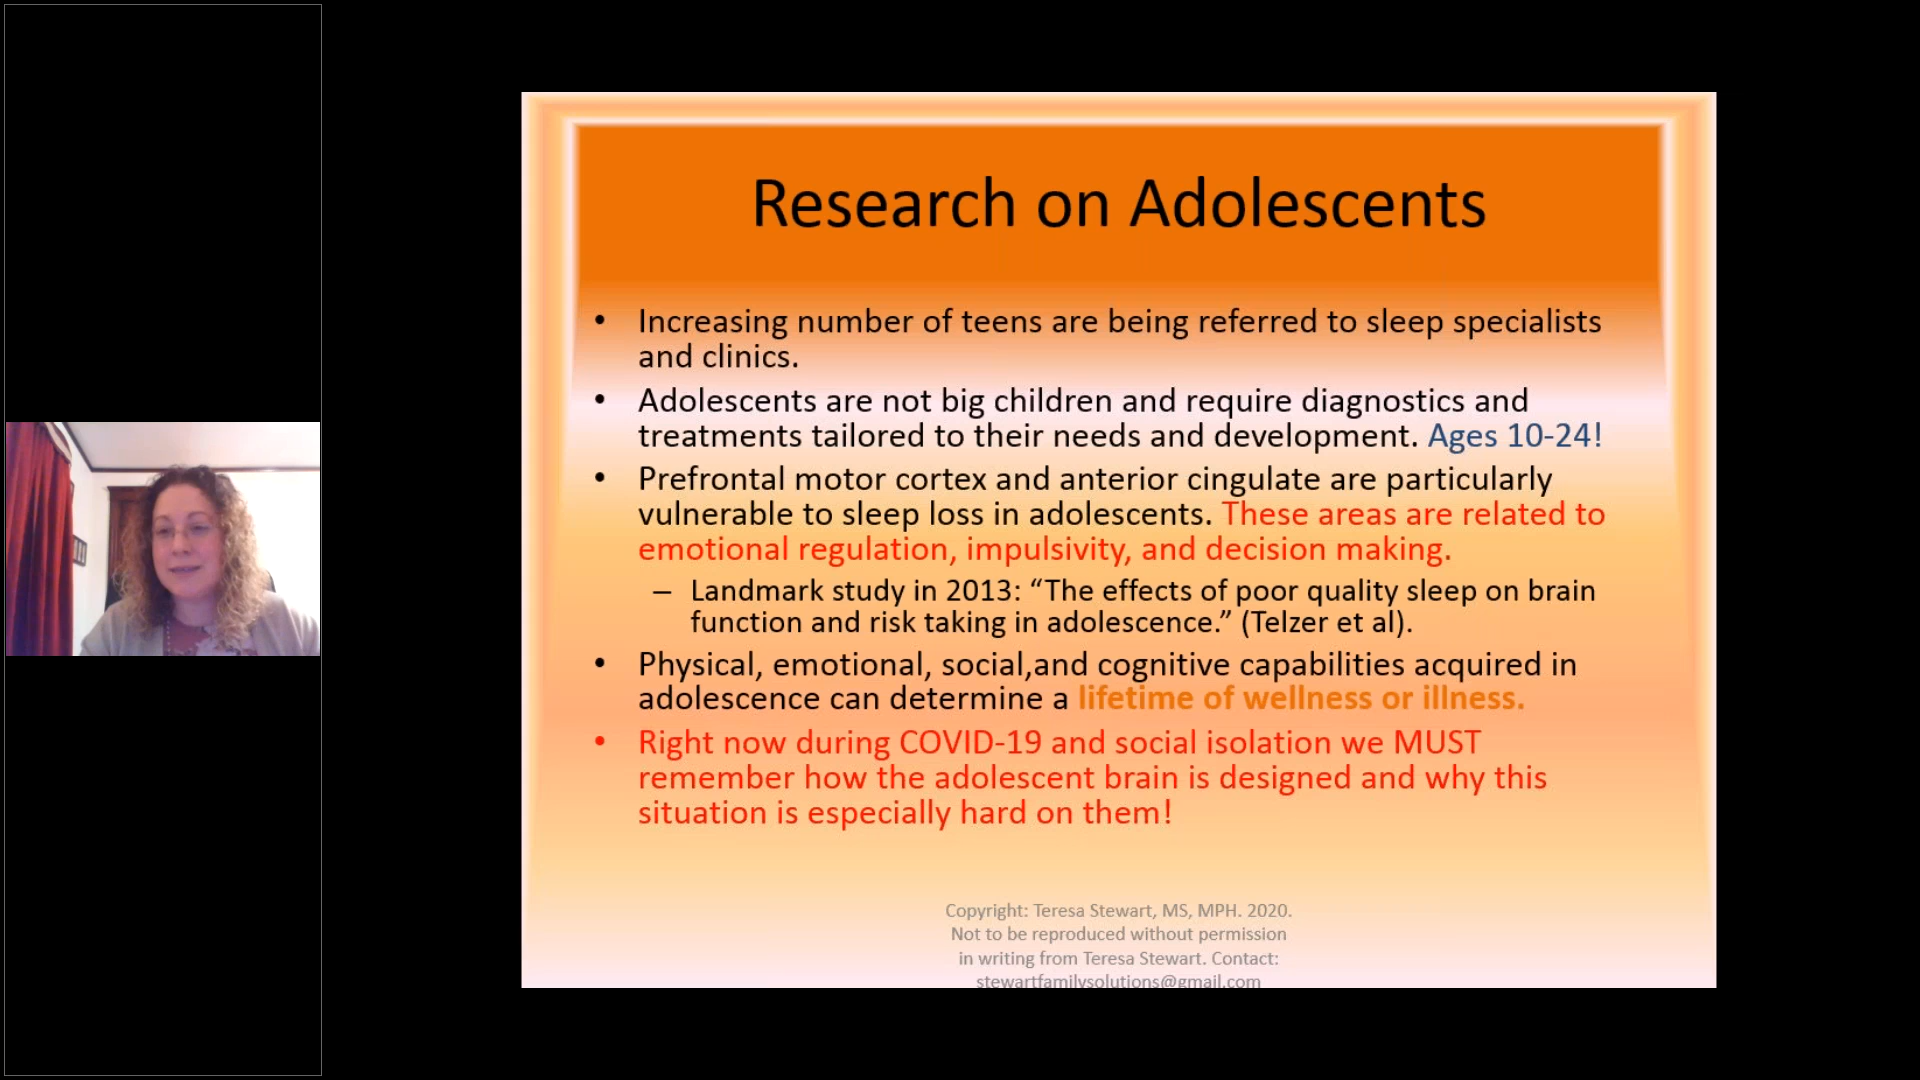 Research on Adolescents
• Increasing number of teens are being referred to sleep specialists
and clinics.
• Adolescents are not big children and require diagnostics and
treatments tailored to their needs and development. Ages 10-24!
• Prefrontal motor cortex and anterior cingulate are particularly
vulnerable to sleep loss in adolescents. These areas are related to
emotional regulation, impulsivity, and decision making.
– Landmark study in 2013: “The effects of poor quality sleep on brain
function and risk taking in adolescence.” (Telzer et al).
• Physical, emotional, social,and cognitive capabilities acquired in
adolescence can determine a lifetime of wellness or illness.
• Right now during COVID-19 and social isolation we MUST
remember how the adolescent brain is designed and why this
situation is especially hard on them!
Copyright: Teresa Stewart, MS, MPH. 2020.
Not to be reproduced without permission
in writing from Teresa Stewart. Contact:
stewartfamilysolutions@gmail.com